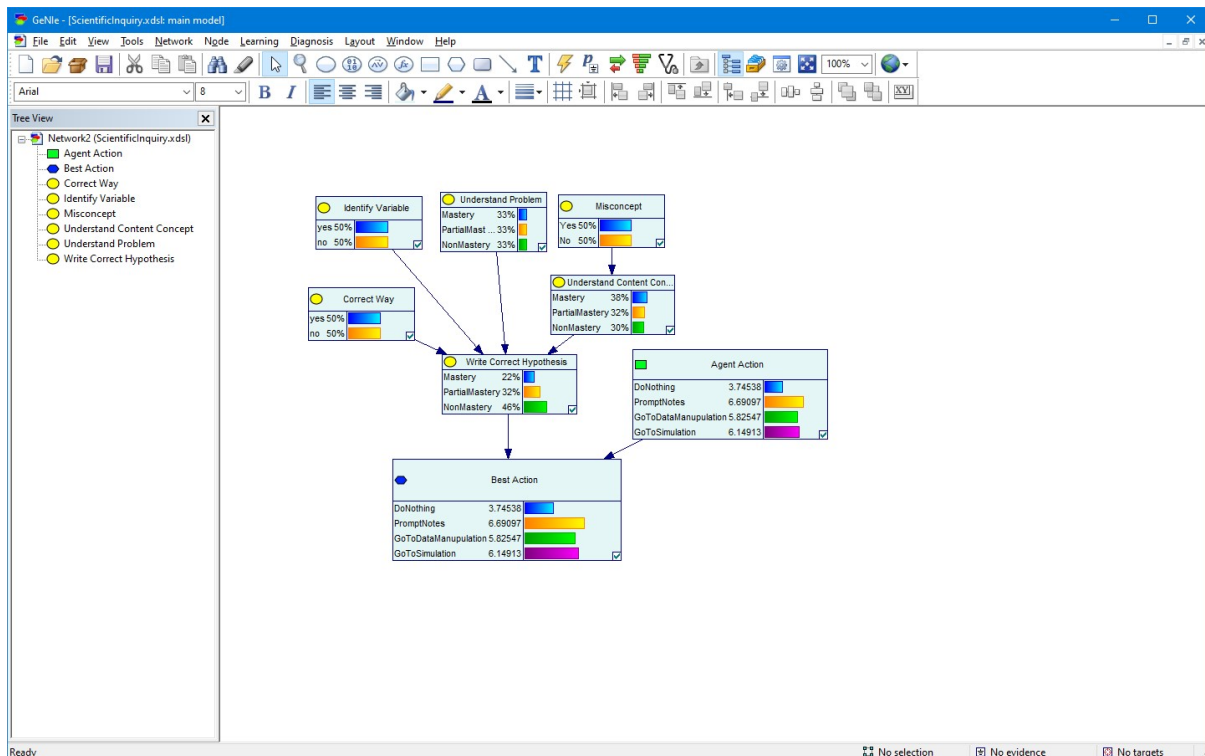 GeNIe - [ScientificInquiry.xdsl: main model]
File Edit View Tools Network Node Learning Diagnosis Layout Window Help
100%
Arial 8 B I A XY
Tree View
Network2 (ScientificInquiry.xdsl)
Agent Action
Best Action
Correct Way
Identify Variable
Misconcept
Understand Content Concept
Understand Problem
Write Correct Hypothesis
Identify Variable
yes 50%
no 50%
Understand Problem
Mastery 33%
PartialMast ... 33%
NonMastery 33%
Misconcept
Yes 50%
No 50%
Correct Way
yes 50%
no 50%
Understand Content Con...
Mastery 38%
PartialMastery 32%
NonMastery 30%
Write Correct Hypothesis
Mastery 22%
PartialMastery 32%
NonMastery 46%
Agent Action
DoNothing 3.74538
PromptNotes 6.69097
GoToDataManupulation 5.82547
GoToSimulation 6.14913
Best Action
DoNothing 3.74538
PromptNotes 6.69097
GoToDataManupulation 5.82547
GoToSimulation 6.14913
Ready No selection No evidence No targets